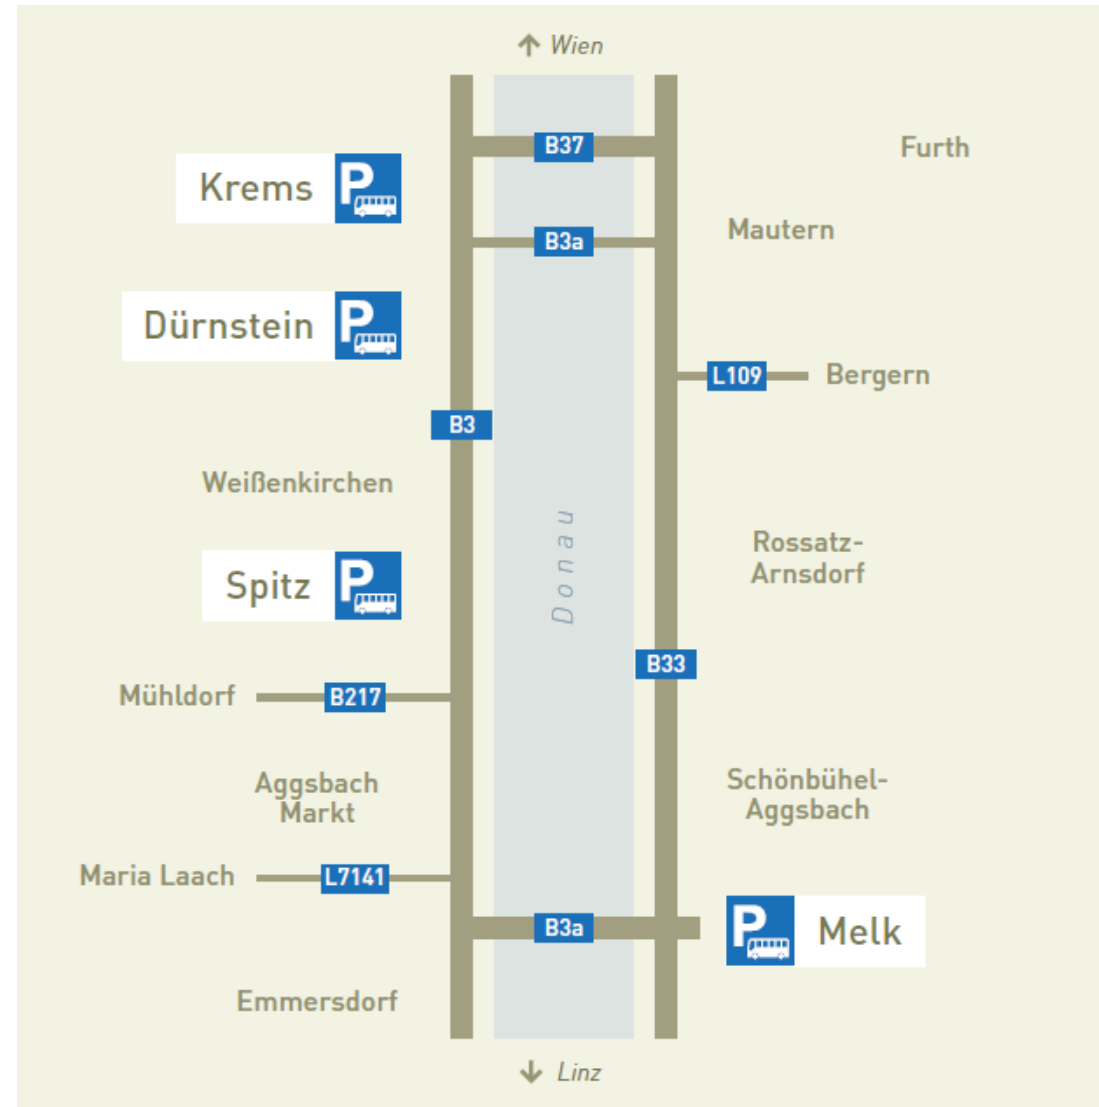 Wien
B37
Furth
Krems P
Mautern
B3a
Dürnstein P
L109 Bergern
B3
Weißenkirchen
Donau
Rossatz-
Arnsdorf
Spitz P
B33
Mühldorf B217
Aggsbach
Markt
Schönbühel-
Aggsbach
Maria Laach L7141
B3a
P Melk
Emmersdorf
Linz